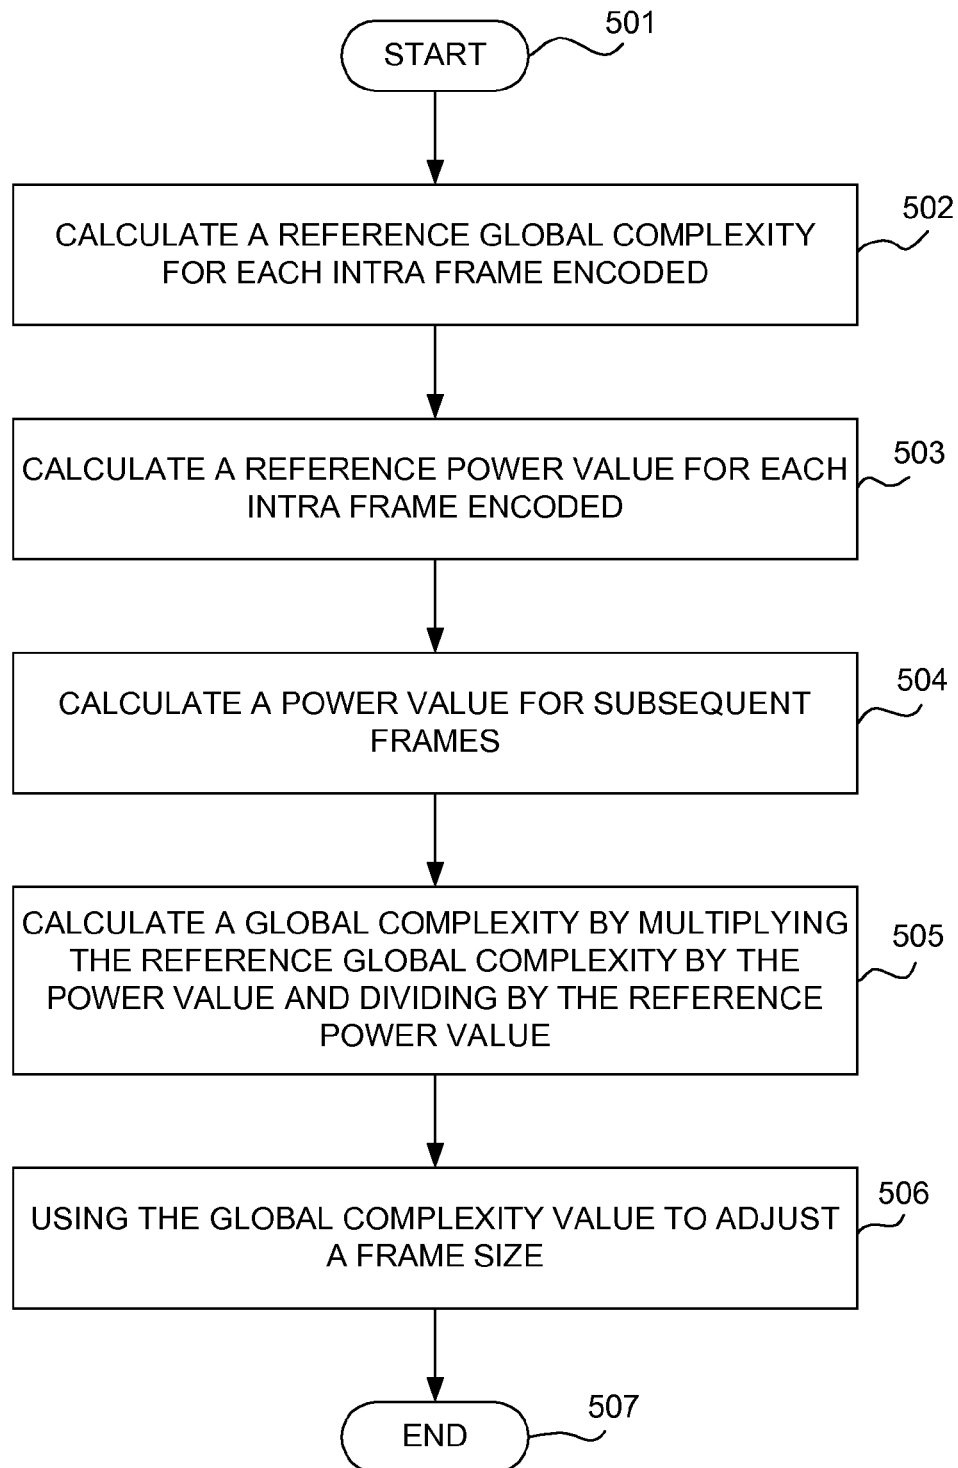 START
501
CALCULATE A REFERENCE GLOBAL COMPLEXITY
FOR EACH INTRA FRAME ENCODED
502
CALCULATE A REFERENCE POWER VALUE FOR EACH
INTRA FRAME ENCODED
503
CALCULATE A POWER VALUE FOR SUBSEQUENT
FRAMES
504
CALCULATE A GLOBAL COMPLEXITY BY MULTIPLYING
THE REFERENCE GLOBAL COMPLEXITY BY THE
POWER VALUE AND DIVIDING BY THE REFERENCE
POWER VALUE
505
USING THE GLOBAL COMPLEXITY VALUE TO ADJUST
A FRAME SIZE
506
END
507